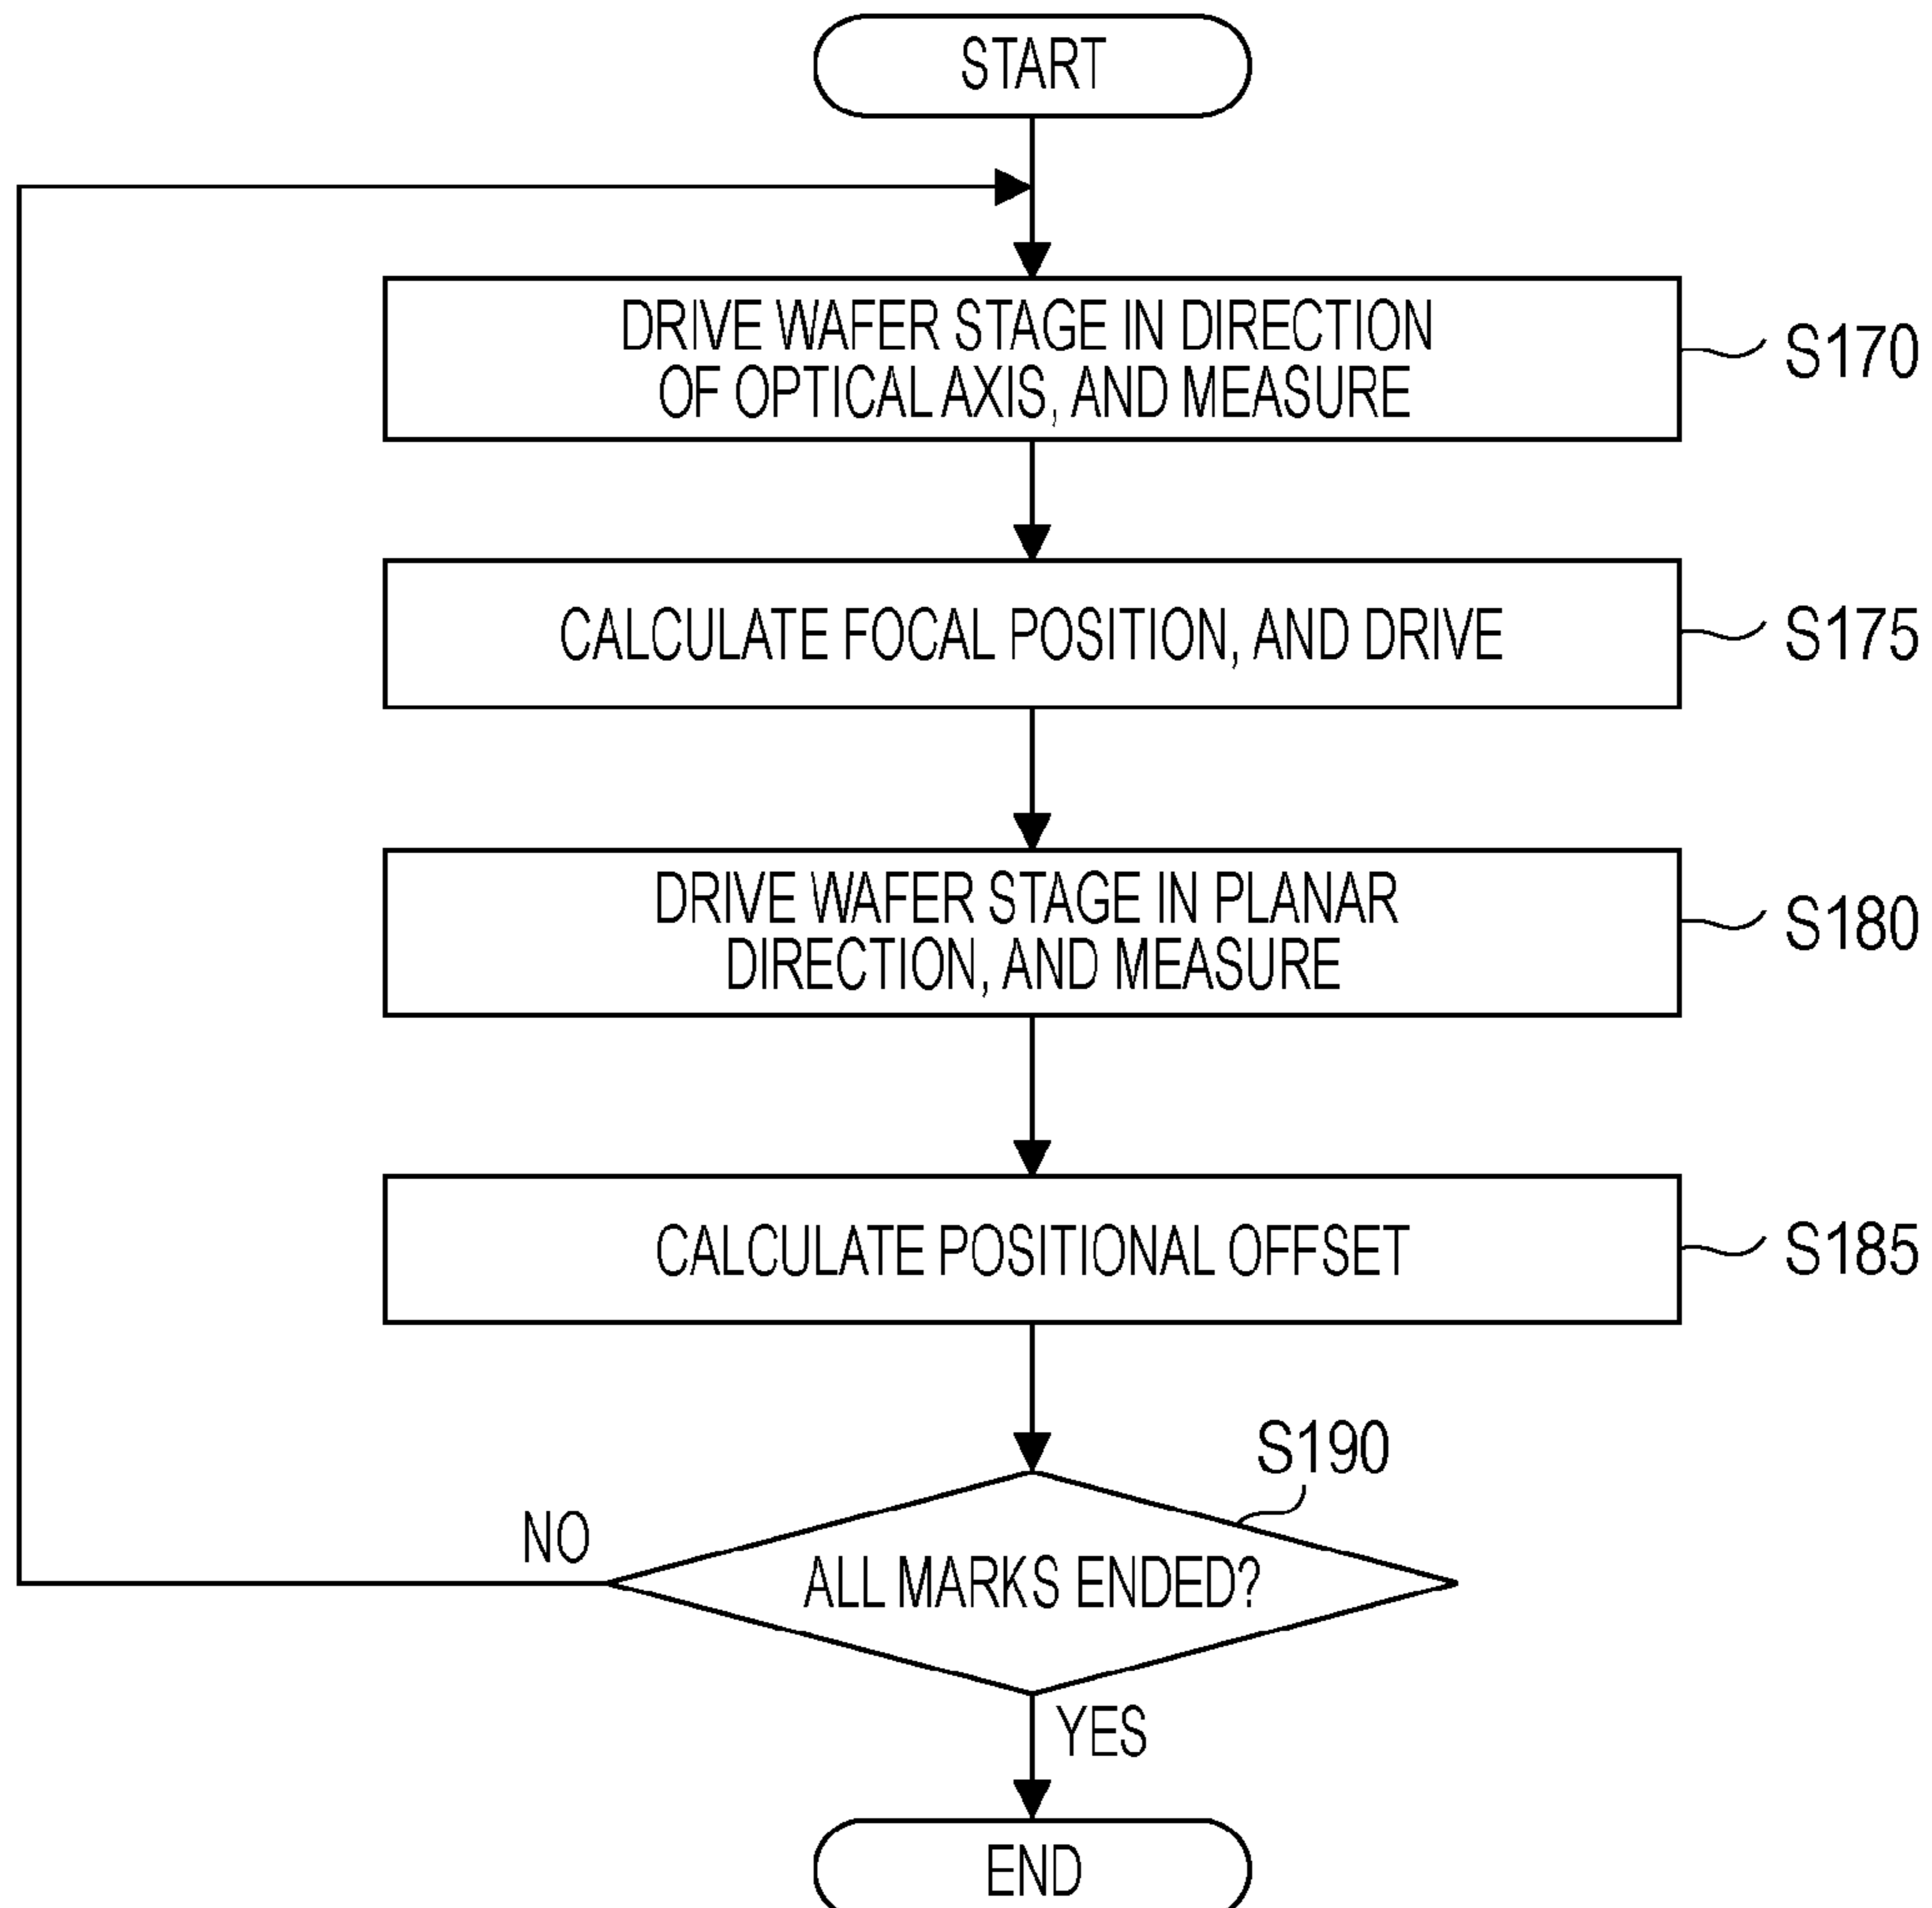 START
DRIVE WAFER STAGE IN DIRECTION
OF OPTICAL AXIS, AND MEASURE
S170
CALCULATE FOCAL POSITION, AND DRIVE
S175
DRIVE WAFER STAGE IN PLANAR
DIRECTION, AND MEASURE
S180
CALCULATE POSITIONAL OFFSET
S185
S190
NO
ALL MARKS ENDED?
YES
END